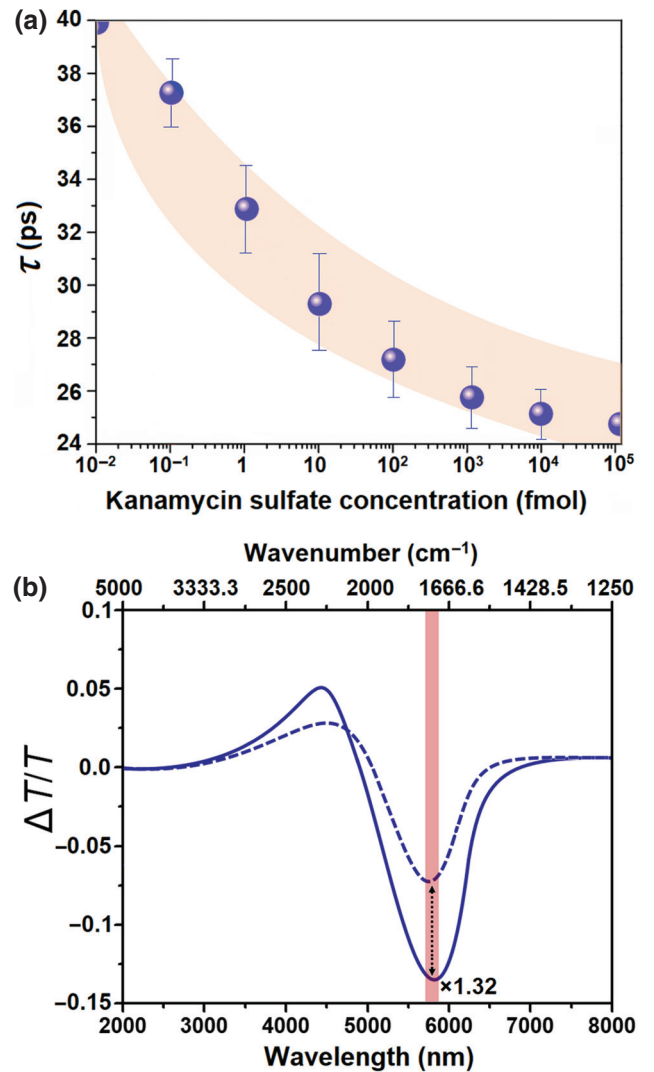 (a)
40
38
36
34
32
30
28
26
24
τ (ps)
10⁻² 10⁻¹ 1 10 10² 10³ 10⁴ 10⁵
Kanamycin sulfate concentration (fmol)
Wavenumber (cm⁻¹)
(b)
5000 3333.3 2500 2000 1666.6 1428.5 1250
0.1
0.05
0.0
−0.05
−0.1
−0.15
ΔT/T
×1.32
2000 3000 4000 5000 6000 7000 8000
Wavelength (nm)